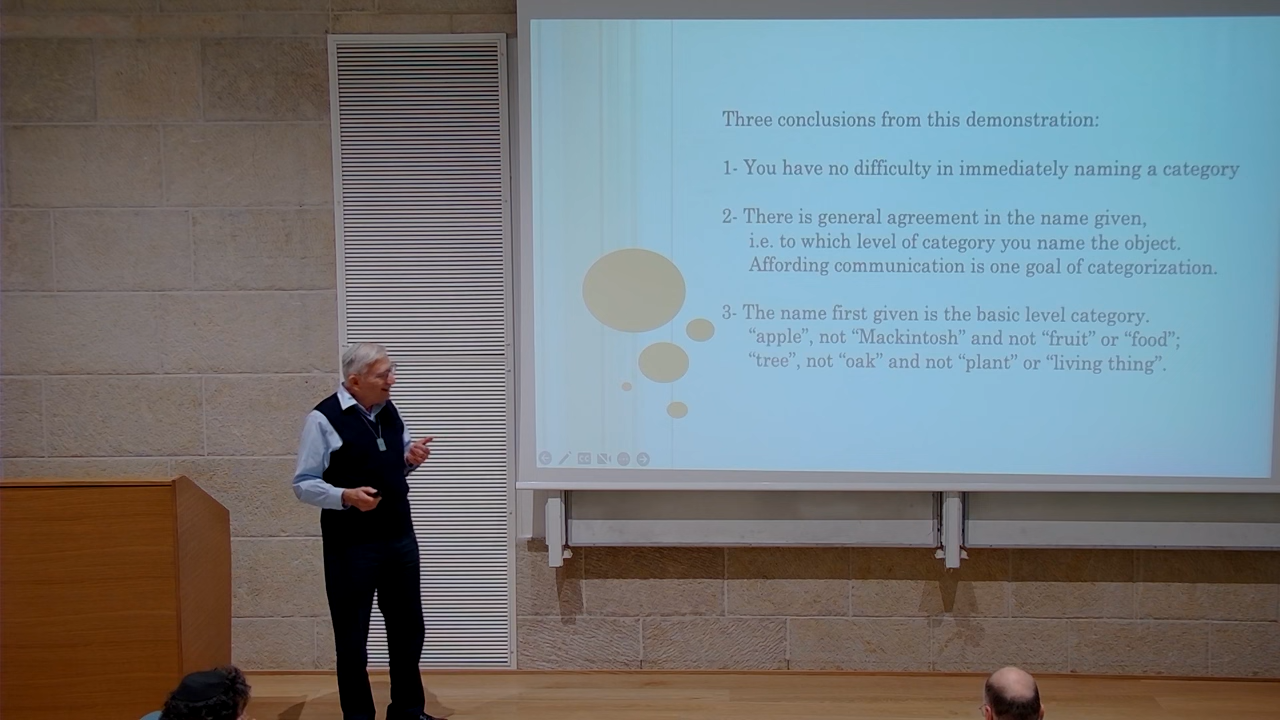 Three conclusions from this demonstration:
1- You have no difficulty in immediately naming a category
2- There is general agreement in the name given,
i.e. to which level of category you name the object.
Affording communication is one goal of categorization.
3- The name first given is the basic level category.
"apple", not "Mackintosh" and not "fruit" or "food";
"tree", not "oak" and not "plant" or "living thing".